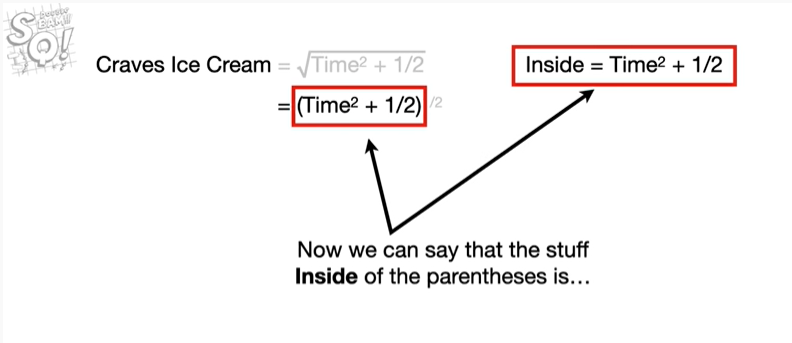 Craves Ice Cream = √Time² + 1/2
Inside = Time² + 1/2
= (Time² + 1/2) /2
Now we can say that the stuff
Inside of the parentheses is…